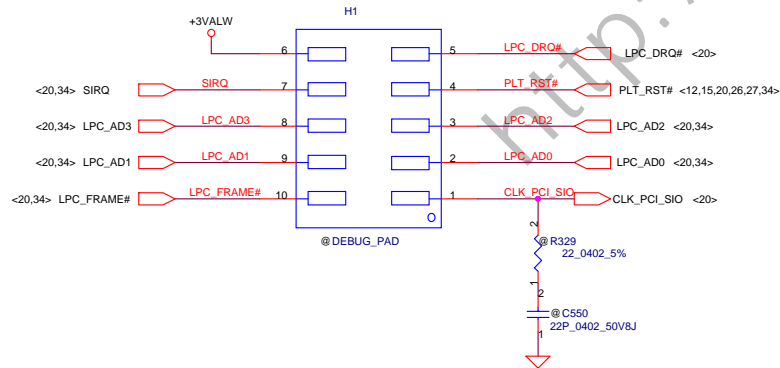 H1
+3VALW
6
5
LPC_DRQ#
LPC_DRQ# <20>
<20,34> SIRQ
SIRQ
7
4
PLT_RST#
PLT_RST# <12,15,20,26,27,34>
<20,34> LPC_AD3
LPC_AD3
8
3
LPC_AD2
LPC_AD2 <20,34>
<20,34> LPC_AD1
LPC_AD1
9
2
LPC_AD0
LPC_AD0 <20,34>
<20,34> LPC_FRAME#
LPC_FRAME#
10
1
CLK_PCI_SIO
CLK_PCI_SIO <20>
@DEBUG_PAD
2
@R329
22_0402_5%
1
2
@C550
22P_0402_50V8J
1
http:/